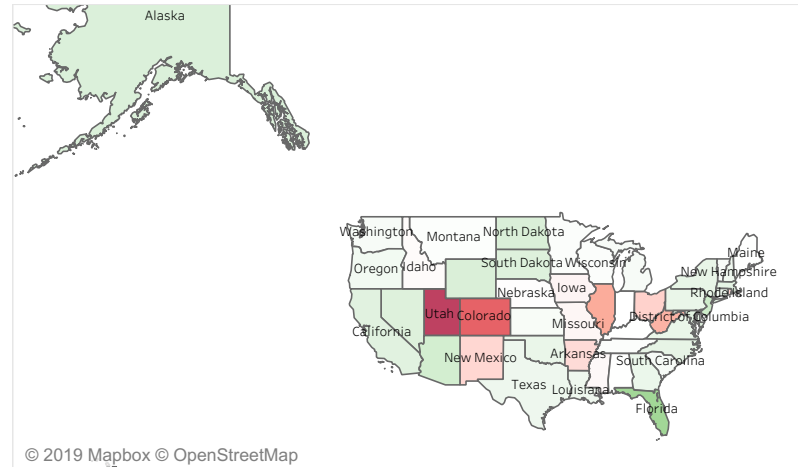 Alaska
Washington
Montana
North Dakota
Maine
Oregon
Idaho
South Dakota
Wisconsin
New Hampshire
Nebraska
Iowa
Rhode Island
Utah
Colorado
Missouri
District of Columbia
California
New Mexico
Arkansas
South Carolina
Texas
Louisiana
Florida
© 2019 Mapbox © OpenStreetMap